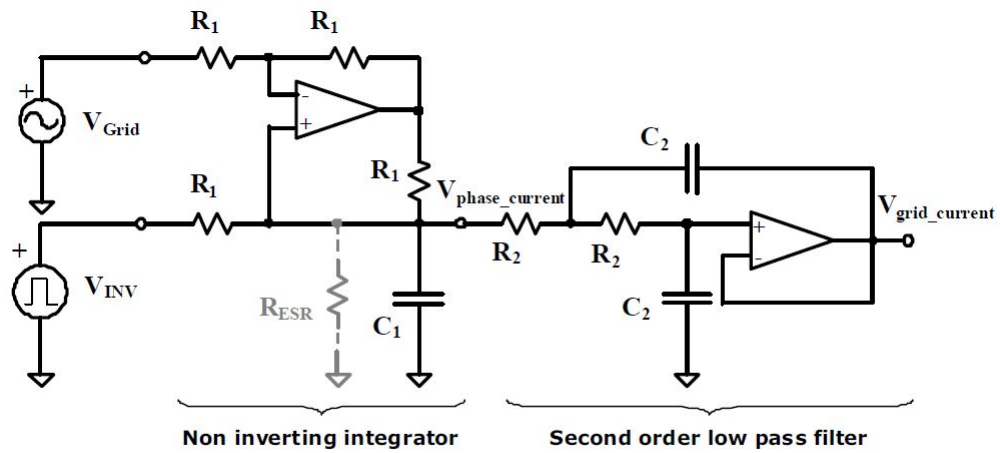 R1
R1
+
-
VGrid
+
R1
C2
R1
Vphase_current
Vgrid_current
+
+
-
R2
R2
VINV
RESR
C1
C2
Non inverting integrator
Second order low pass filter